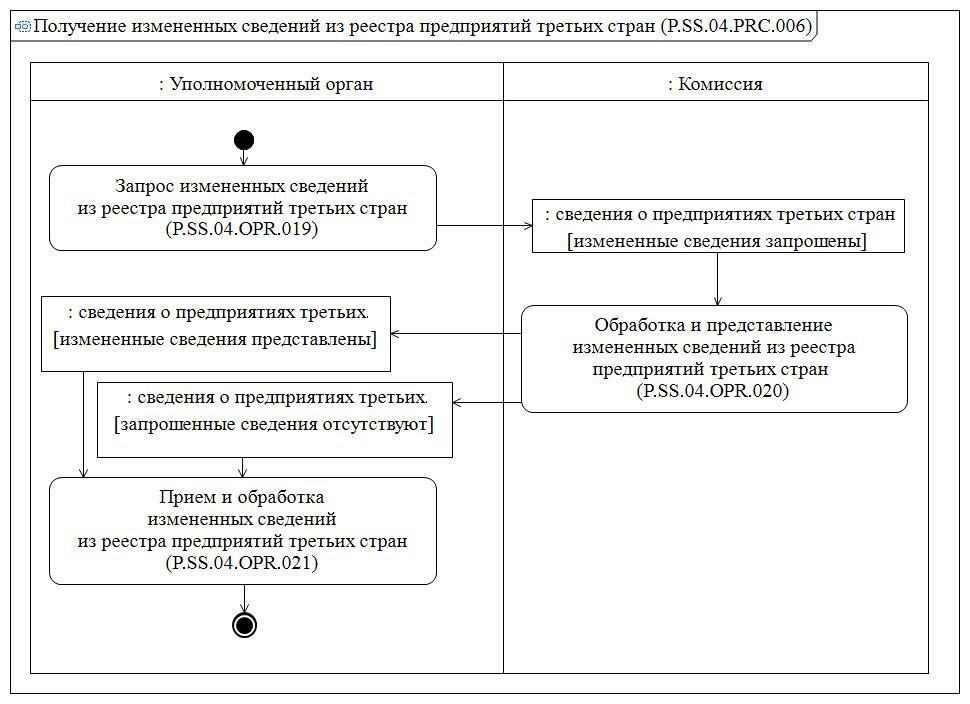 Получение измененных сведений из реестра предприятий третьих стран (P.SS.04.PRC.006)
: Уполномоченный орган
: Комиссия
Запрос измененных сведений
из реестра предприятий третьих стран
(P.SS.04.OPR.019)
: сведения о предприятиях третьих стран
[измененные сведения запрошены]
: сведения о предприятиях третьих.
[измененные сведения представлены]
Обработка и представление
измененных сведений из реестра
предприятий третьих стран
(P.SS.04.OPR.020)
: сведения о предприятиях третьих.
[запрошенные сведения отсутствуют]
Прием и обработка
измененных сведений
из реестра предприятий третьих стран
(P.SS.04.OPR.021)